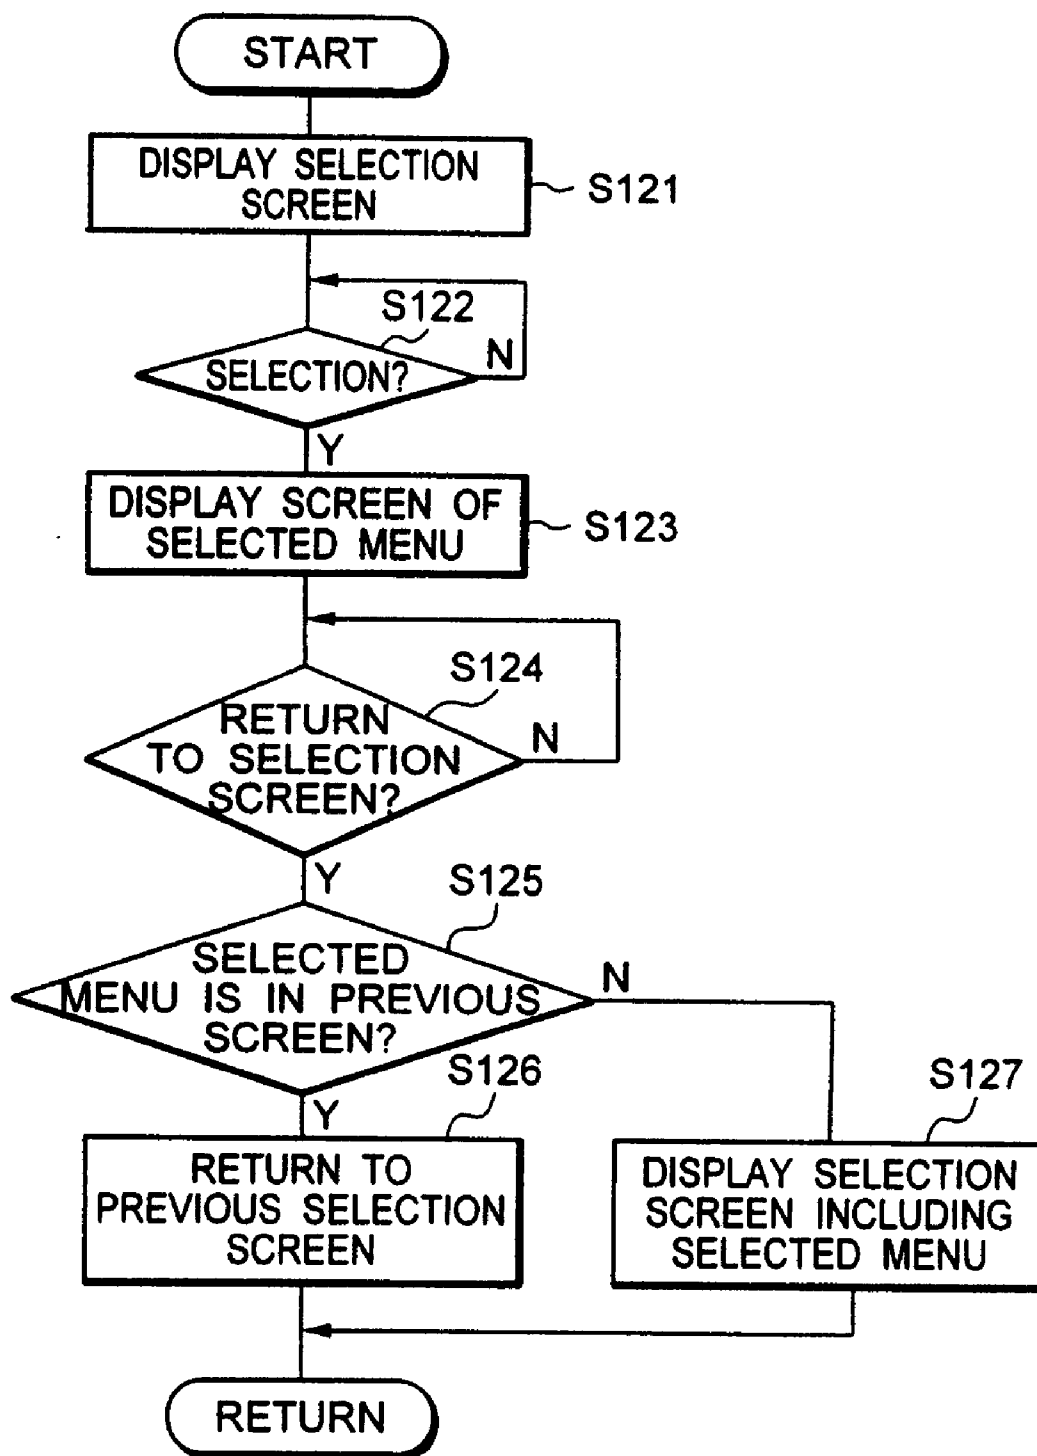 START
DISPLAY SELECTION
SCREEN
S121
S122
SELECTION?
N
Y
DISPLAY SCREEN OF
SELECTED MENU
S123
S124
RETURN
TO SELECTION
SCREEN?
N
Y
S125
SELECTED
MENU IS IN PREVIOUS
SCREEN?
N
Y
S126
RETURN TO
PREVIOUS SELECTION
SCREEN
S127
DISPLAY SELECTION
SCREEN INCLUDING
SELECTED MENU
RETURN